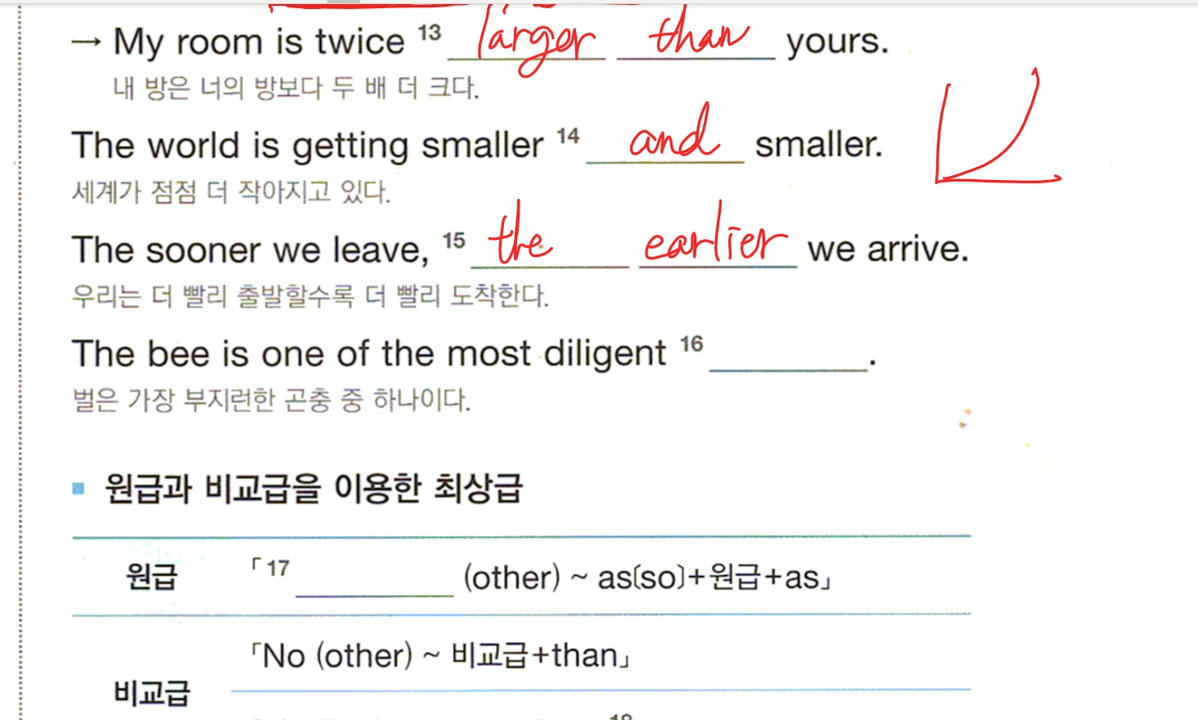 → My room is twice 13 larger than yours.
내 방은 너의 방보다 두 배 더 크다.
The world is getting smaller 14 and smaller.
세계가 점점 더 작아지고 있다.
The sooner we leave, 15 the earlier we arrive.
우리는 더 빨리 출발할수록 더 빨리 도착한다.
The bee is one of the most diligent 16 ________.
벌은 가장 부지런한 곤충 중 하나이다.
▪ 원급과 비교급을 이용한 최상급
원급 「17 ________ (other) ~ as(so)+원급+as」
「No (other) ~ 비교급+than」
비교급